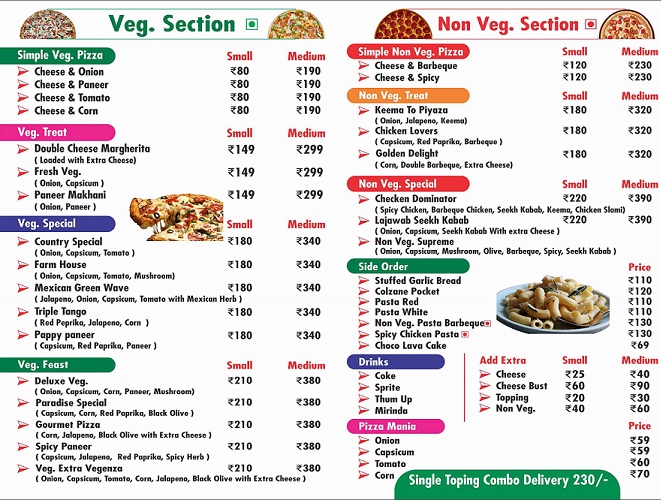 Veg. Section
Simple Veg. Pizza Small Medium
Cheese & Onion ₹80 ₹190
Cheese & Paneer ₹80 ₹190
Cheese & Tomato ₹80 ₹190
Cheese & Corn ₹80 ₹190
Veg. Treat Small Medium
Double Cheese Margherita ₹149 ₹299
( Loaded with Extra Cheese)
Fresh Veg. ₹149 ₹299
( Onion, Capsicum )
Paneer Makhani ₹149 ₹299
( Onion, Paneer )
Veg. Special Small Medium
Country Special ₹180 ₹340
( Onion, Capsicum, Tomato )
Farm House ₹180 ₹340
( Onion, Capsicum, Tomato, Mushroom)
Mexican Green Wave ₹180 ₹340
( Jalapeno, Onion, Capsicum, Tomato with Mexican Herb )
Triple Tango ₹180 ₹340
( Red Peprika, Jalapeno, Corn )
Pappy paneer ₹180 ₹340
( Capsicum, Red Paprika, Paneer )
Veg. Feast Small Medium
Deluxe Veg. ₹210 ₹380
( Onion, Capsicum, Corn, Paneer, Mushroom)
Paradise Special ₹210 ₹380
( Capsicum, Corn, Red Paprika, Black Olive )
Gourmet Pizza ₹210 ₹380
( Corn, Jalapeno, Black Olive with Extra Cheese )
Spicy Paneer ₹210 ₹380
( Capsicum, Jalapeno, Red Paprika, Spicy Herb )
Veg. Extra Vegenza ₹210 ₹380
( Onion, Capsicum, Tomato, Corn, Jalapeno, Black Olive with Extra Cheese )
Non Veg. Section
Simple Non Veg. Pizza Small Medium
Cheese & Barbeque ₹120 ₹230
Cheese & Spicy ₹120 ₹230
Non Veg. Treat Small Medium
Keema To Piyaza ₹180 ₹320
( Onion, Jalapeno, Keema)
Chicken Lovers ₹180 ₹320
( Capsicum, Red Paprika, Barbeque )
Golden Delight ₹180 ₹320
(Corn, Double Barbeque, Extra Cheese)
Non Veg. Special Small Medium
Checken Dominator ₹220 ₹390
( Spicy Chicken, Barbeque Chicken, Seekh Kabab, Keema, Chicken Slami)
Lajawab Seekh Kabab ₹220 ₹390
( Onion, Capsicum, Seekh Kabab With extra Cheese )
Non Veg. Supreme
( Onion, Capsicum, Mushroom, Olive, Barbeque, Spicy, Seekh Kabab )
Side Order Price
Stuffed Garlic Bread ₹110
Colzane Pocket ₹120
Pasta Red ₹110
Pasta White ₹110
Non Veg. Pasta Barbeque ₹130
Spicy Chicken Pasta ₹130
Choco Lava Cake ₹69
Drinks
Coke
Sprite
Thum Up
Mirinda
Add Extra Small Medium
Cheese ₹25 ₹40
Cheese Bust ₹60 ₹90
Topping ₹20 ₹30
Non Veg. ₹40 ₹60
Pizza Mania Price
Onion ₹59
Capsicum ₹59
Tomato ₹60
Corn ₹70
Single Toping Combo Delivery 230/-